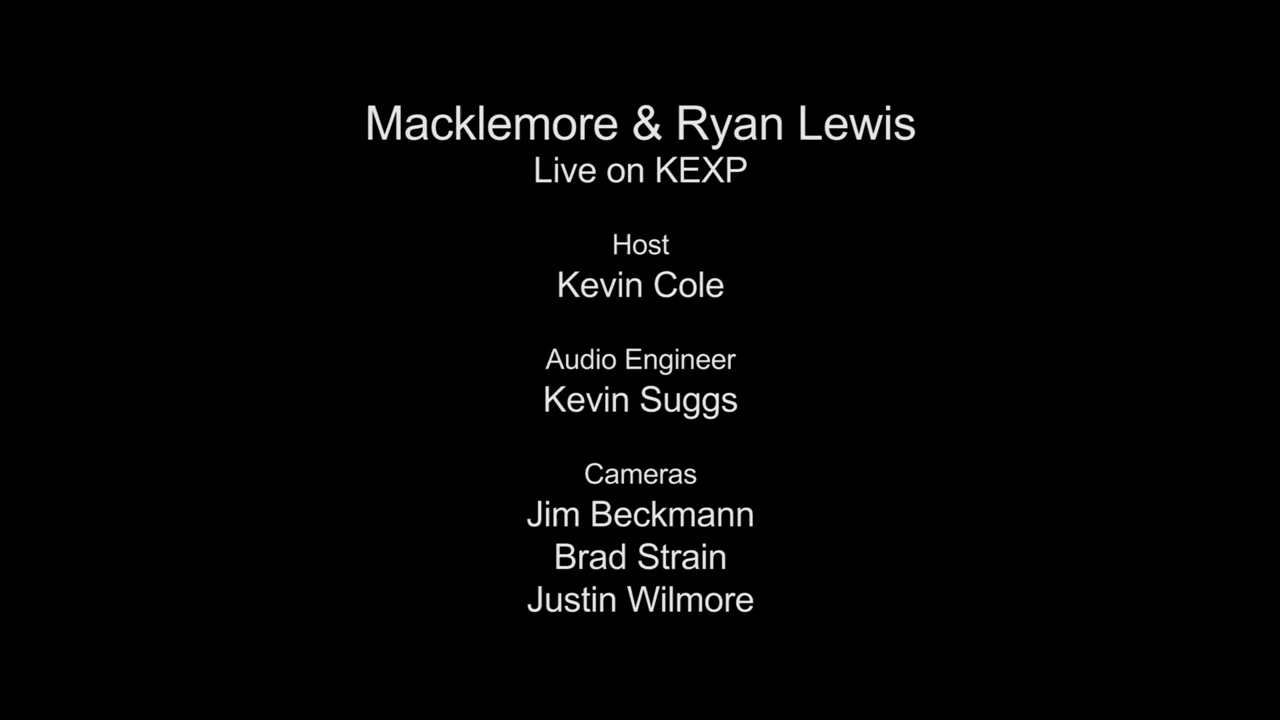 Macklemore & Ryan Lewis
Live on KEXP
Host
Kevin Cole
Audio Engineer
Kevin Suggs
Cameras
Jim Beckmann
Brad Strain
Justin Wilmore